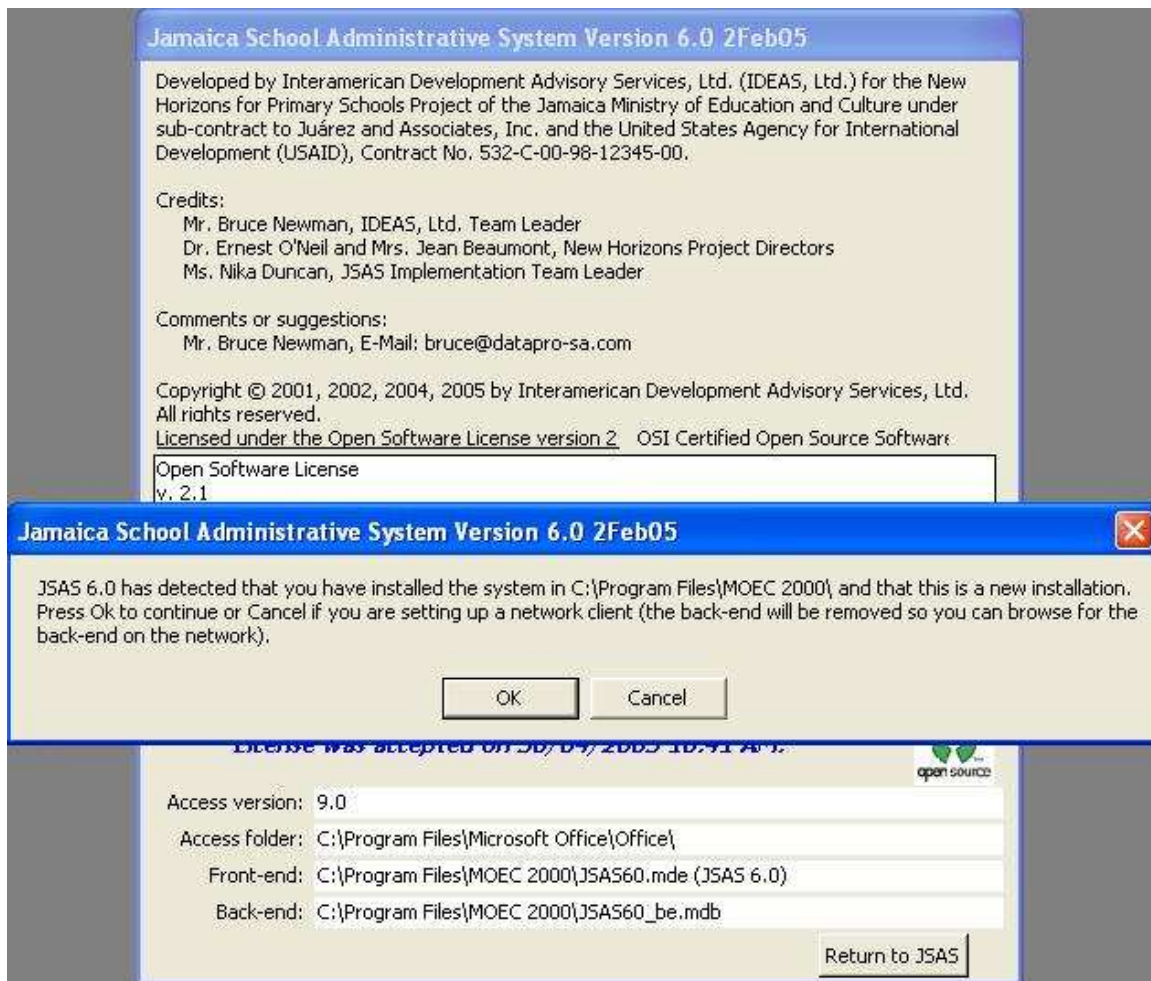 Jamaica School Administrative System Version 6.0 2Feb05
Developed by Interamerican Development Advisory Services, Ltd. (IDEAS, Ltd.) for the New
Horizons for Primary Schools Project of the Jamaica Ministry of Education and Culture under
sub-contract to Juárez and Associates, Inc. and the United States Agency for International
Development (USAID), Contract No. 532-C-00-98-12345-00.
Credits:
Mr. Bruce Newman, IDEAS, Ltd. Team Leader
Dr. Ernest O'Neil and Mrs. Jean Beaumont, New Horizons Project Directors
Ms. Nika Duncan, JSAS Implementation Team Leader
Comments or suggestions:
Mr. Bruce Newman, E-Mail: bruce@datapro-sa.com
Copyright © 2001, 2002, 2004, 2005 by Interamerican Development Advisory Services, Ltd.
All rights reserved.
Licensed under the Open Software License version 2 OSI Certified Open Source Software
Open Software License
v. 2.1
Jamaica School Administrative System Version 6.0 2Feb05
JSAS 6.0 has detected that you have installed the system in C:\Program Files\MOEC 2000\ and that this is a new installation.
Press Ok to continue or Cancel if you are setting up a network client (the back-end will be removed so you can browse for the
back-end on the network).
OK Cancel
License was accepted on 30/04/2005 10:41 AM.
open source
Access version: 9.0
Access folder: C:\Program Files\Microsoft Office\Office\
Front-end: C:\Program Files\MOEC 2000\JSAS60.mde (JSAS 6.0)
Back-end: C:\Program Files\MOEC 2000\JSAS60_be.mdb
Return to JSAS